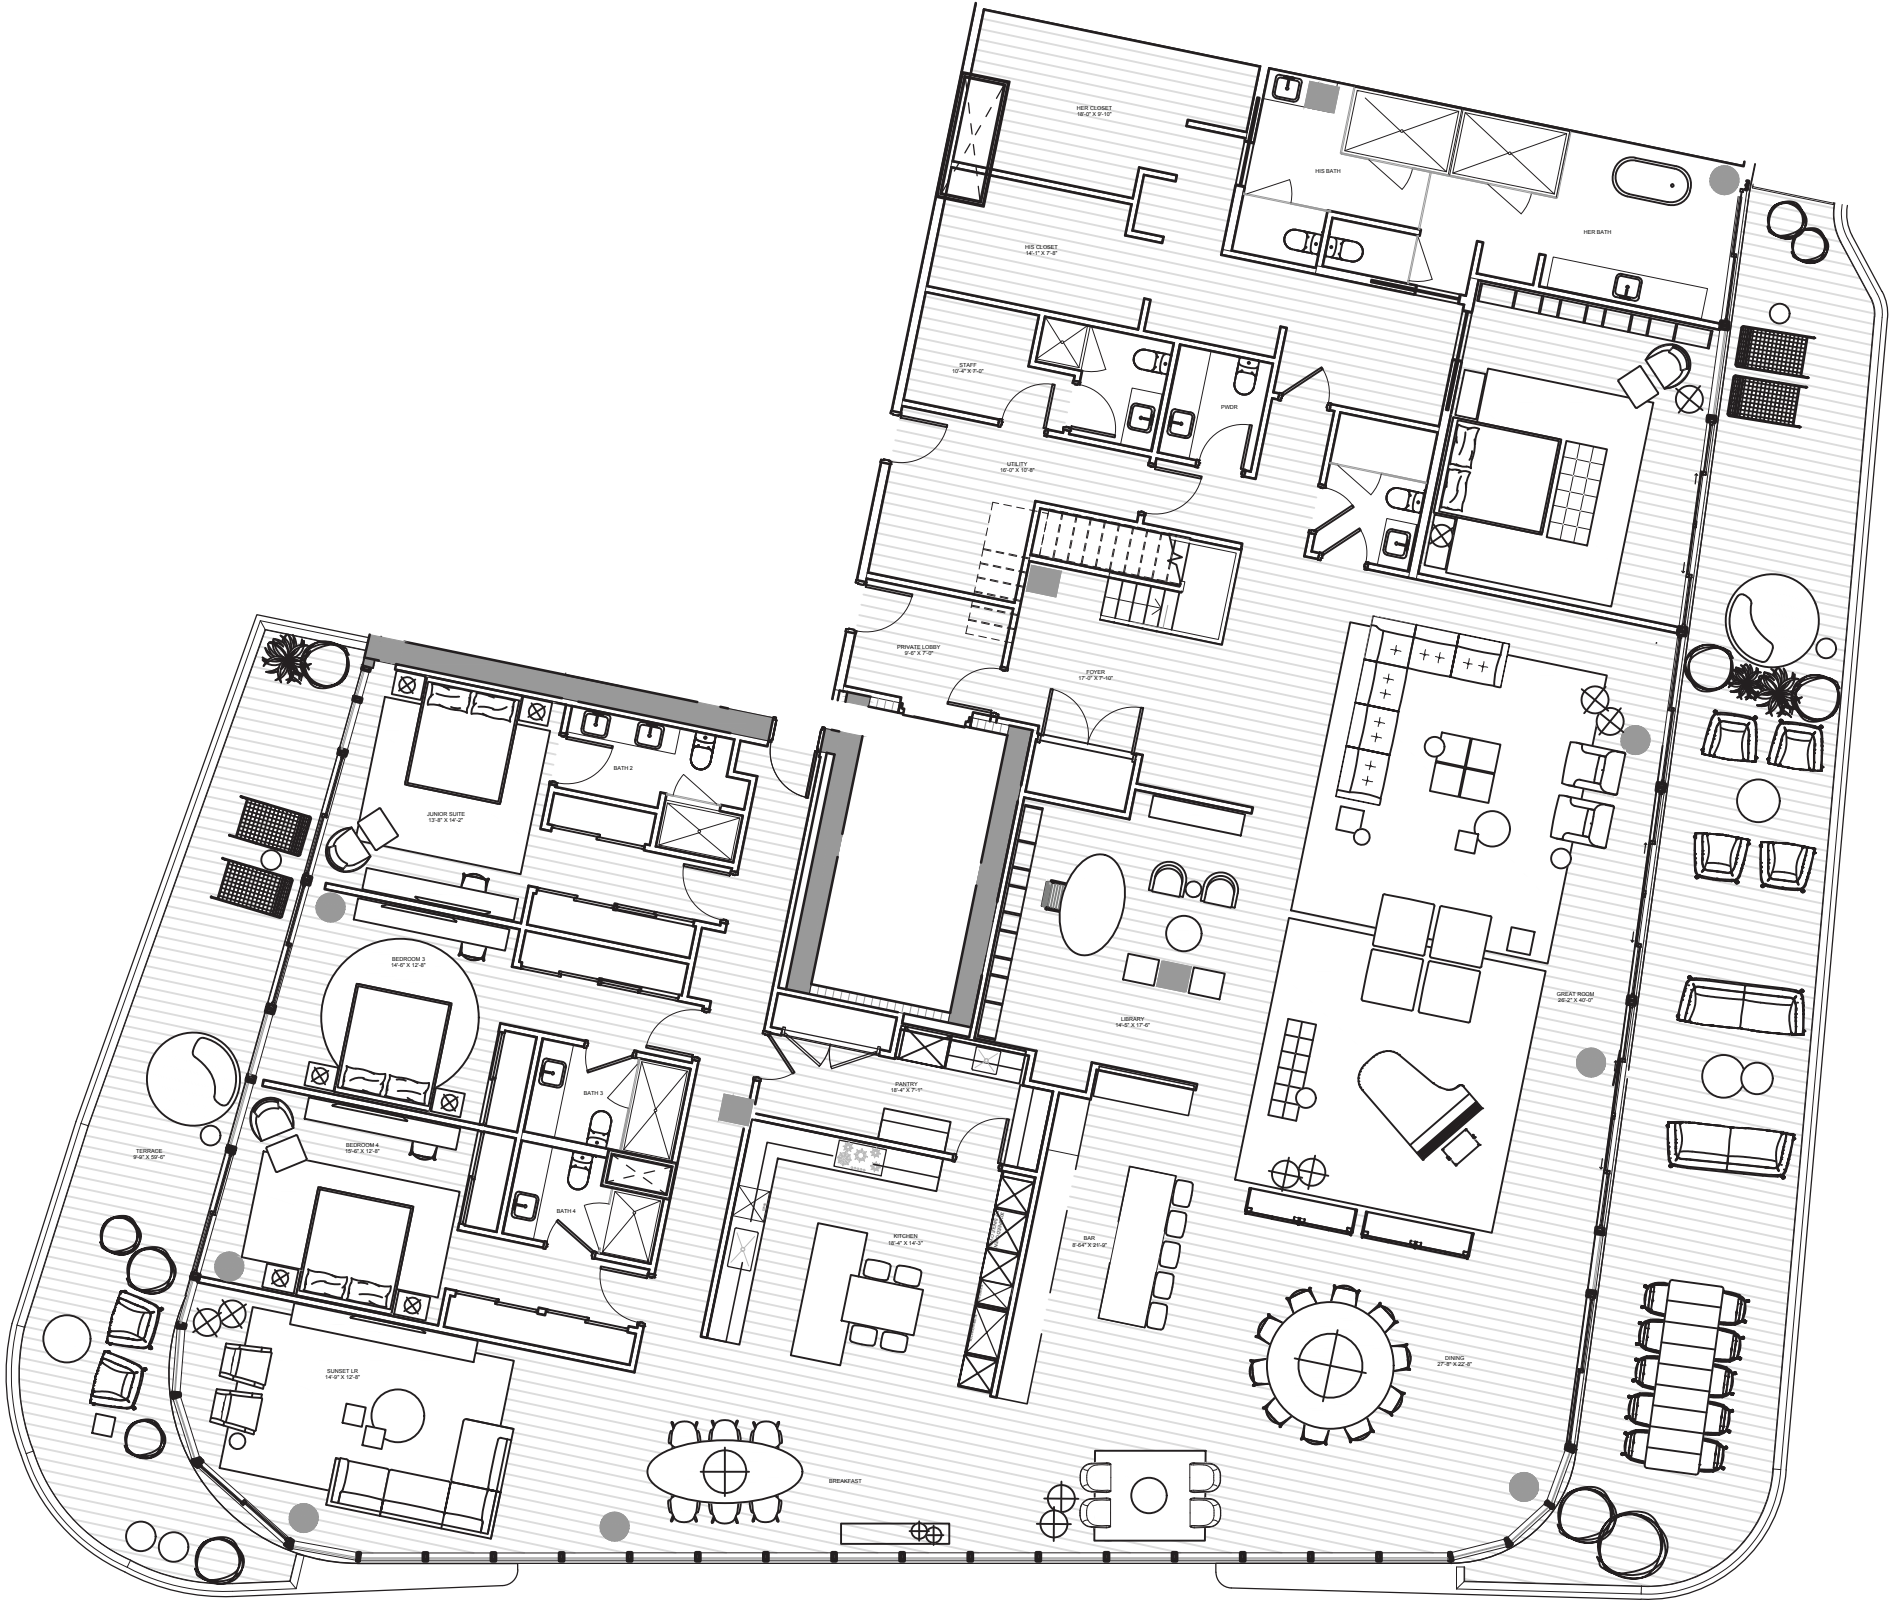 HER CLOSET
18'-0" X 9'-10"
HIS BATH
HER BATH
HIS CLOSET
14'-1" X 7'-8"
STAFF
10'-4" X 7'-0"
PWDR
UTILITY
16'-0" X 10'-8"
PRIVATE LOBBY
9'-6" X 7'-0"
FOYER
17'-0" X 7'-10"
BATH 2
JUNIOR SUITE
13'-8" X 14'-2"
BEDROOM 3
14'-6" X 12'-8"
GREAT ROOM
26'-2" X 40'-0"
LIBRARY
14'-5" X 17'-6"
PANTRY
18'-4" X 7'-1"
BATH 3
BEDROOM 4
15'-6" X 12'-8"
TERRACE
9'-9" X 59'-6"
BATH 4
KITCHEN
18'-4" X 14'-3"
BAR
8'-64" X 21'-9"
DINING
27'-8" X 22'-8"
SUNSET LR
14'-9" X 12'-8"
BREAKFAST